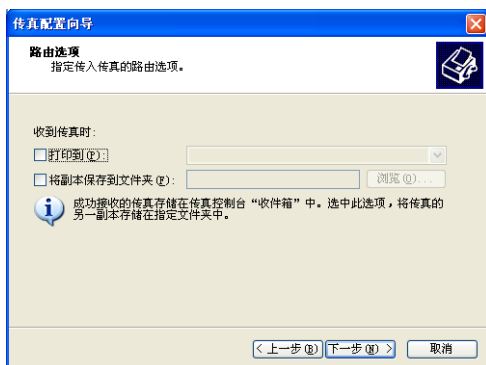 传真配置向导
路由选项
指定传入传真的路由选项。
收到传真时:
打印到(P):
将副本保存到文件夹(F):
浏览(O)...
成功接收的传真存储在传真控制台“收件箱”中。选中此选项，将传真的
另一副本存储在指定文件夹中。
< 上一步(B)
下一步(N) >
取消